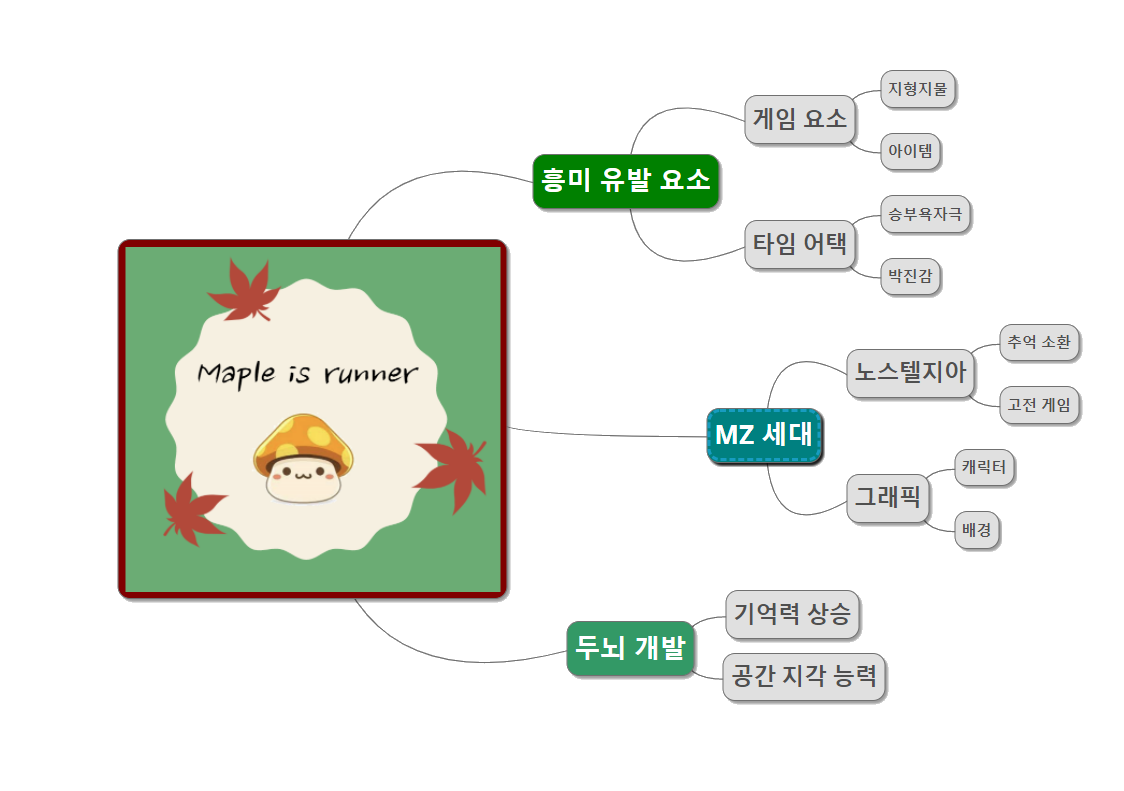 Maple is runner
흥미 유발 요소
게임 요소
지형지물
아이템
타임 어택
승부욕자극
박진감
MZ 세대
노스텔지아
추억 소환
고전 게임
그래픽
캐릭터
배경
두뇌 개발
기억력 상승
공간 지각 능력